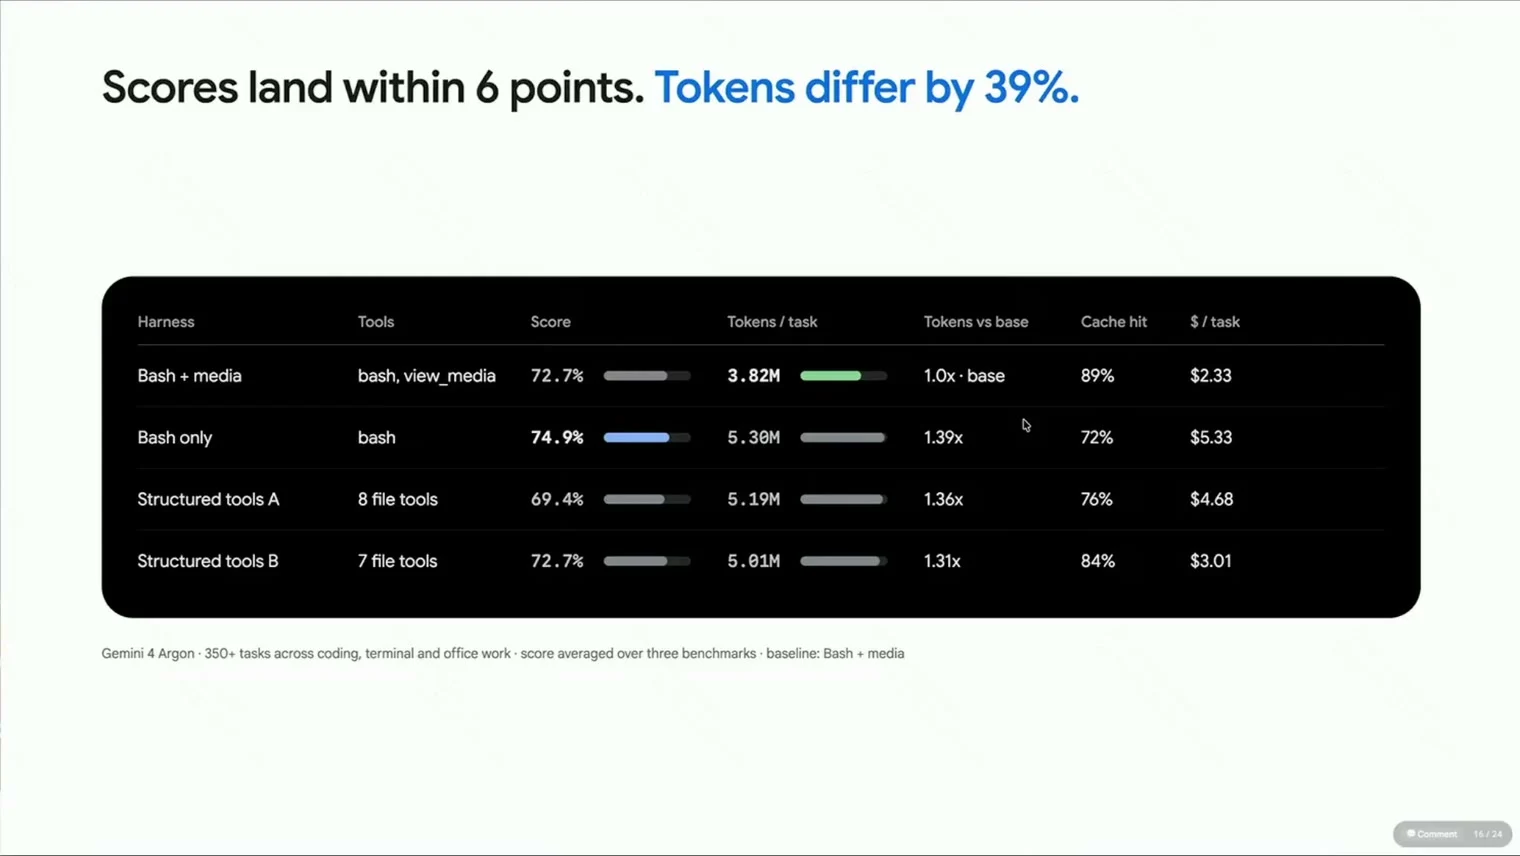 Scores land within 6 points. Tokens differ by 39%.
Harness Tools Score Tokens / task Tokens vs base Cache hit $ / task
Bash + media bash, view_media 72.7% 3.82M 1.0x · base 89% $2.33
Bash only bash 74.9% 5.30M 1.39x 72% $5.33
Structured tools A 8 file tools 69.4% 5.19M 1.36x 76% $4.68
Structured tools B 7 file tools 72.7% 5.01M 1.31x 84% $3.01
Gemini 4 Argon · 350+ tasks across coding, terminal and office work · score averaged over three benchmarks · baseline: Bash + media
Comment 16 / 24